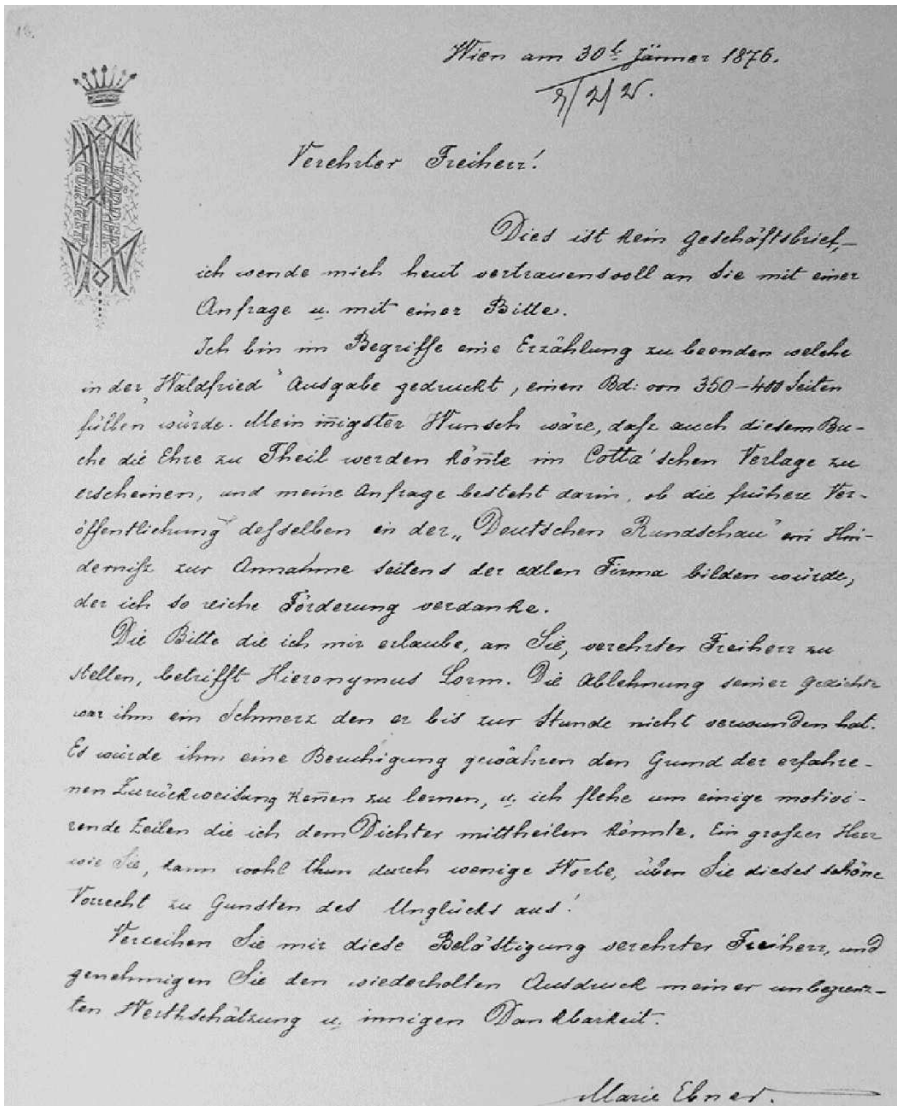 18.
Wien am 30t Jänner 1876.
Verehrter Freiherr!
Dies ist kein Geschäftsbrief,–
ich wende mich heut vertrauensvoll an Sie mit einer
Anfrage u. mit einer Bitte.
Ich bin im Begriffe eine Erzählung zu beenden welche
in der „Waldfried" Ausgabe gedruckt, einen Bd: von 350–400 Seiten
füllen würde. Mein iñigster Wunsch wäre, daſs auch diesem Bu-
che die Ehre zu Theil werden köñte im Cotta'schen Verlage zu
erscheinen, und meine Anfrage besteht darin, ob die frühere Ver-
öffentlichung deſselben in der „Deutschen Rundschau" ein Hin-
derniſs zur Annahme seitens der edlen Firma bilden würde,
der ich so reiche Förderung verdanke.
Die Bitte die ich mir erlaube, an Sie, verehrter Freiherr zu
stellen, betrifft Hieronymus Lorm. Die Ablehnung seiner Gedichte
war ihm ein Schmerz den er bis zur Stunde nicht verwunden hat.
Es würde ihm eine Beruhigung gewähren den Grund der erfahre-
nen Zurückweisung keñen zu lernen, u. ich flehe um einige motivi-
rende Zeilen die ich dem Dichter mittheilen könnte. Ein großer Herr
wie Sie, kann wohl thun durch wenige Worte, üben Sie dieses schöne
Vorrecht zu Gunsten des Unglücks aus!
Verzeihen Sie mir diese Belästigung verehrter Freiherr, und
genehmigen Sie den wiederholten Ausdruck meiner unbegrenz-
ten Werthschätzung u. innigen Dankbarkeit.
Marie Ebner.